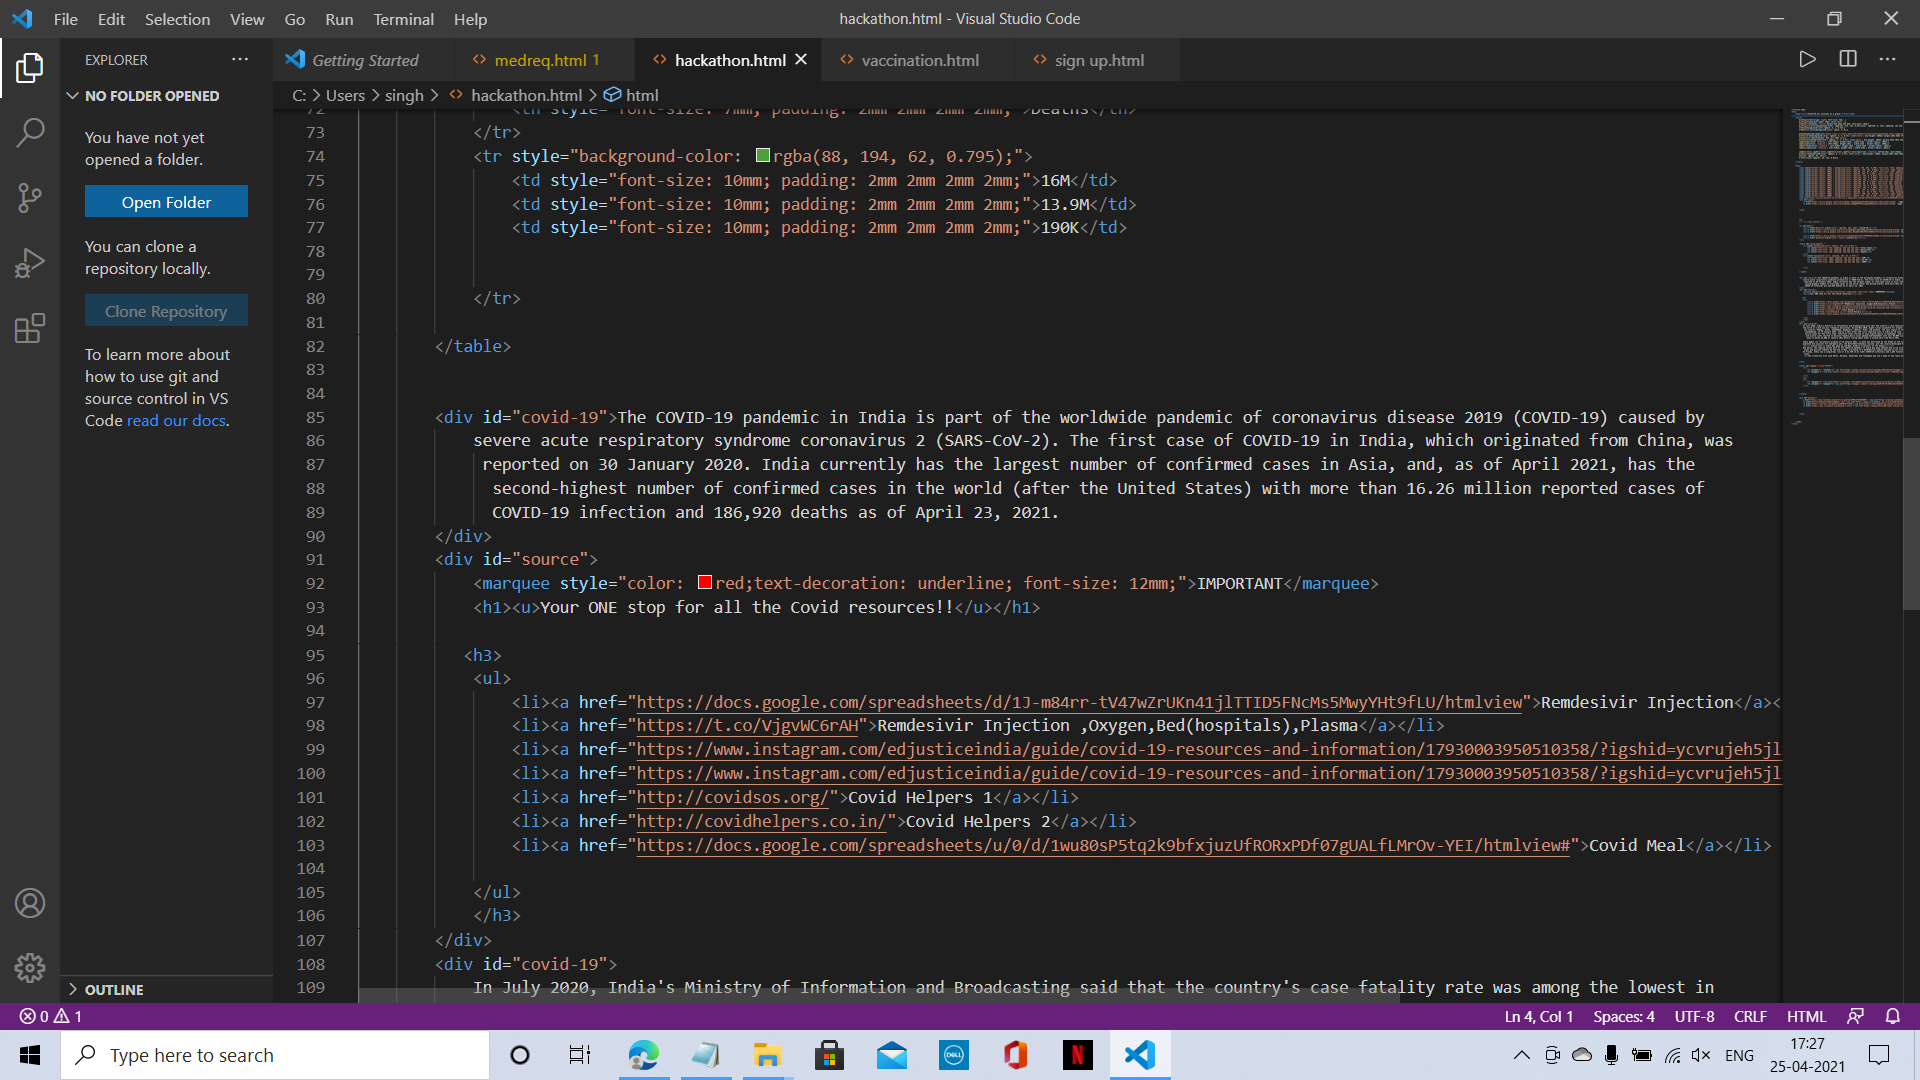 File Edit Selection View Go Run Terminal Help
hackathon.html - Visual Studio Code
EXPLORER
Getting Started
medreq.html 1
hackathon.html
vaccination.html
sign up.html
NO FOLDER OPENED
C: > Users > singh > hackathon.html > html
You have not yet
opened a folder.
Open Folder
You can clone a
repository locally.
Clone Repository
To learn more about
how to use git and
source control in VS
Code read our docs.
OUTLINE
72 <th style="font-size: 7mm; padding: 2mm 2mm 2mm 2mm;">Deaths</th>
73 </tr>
74 <tr style="background-color: rgba(88, 194, 62, 0.795);">
75 <td style="font-size: 10mm; padding: 2mm 2mm 2mm 2mm;">16M</td>
76 <td style="font-size: 10mm; padding: 2mm 2mm 2mm 2mm;">13.9M</td>
77 <td style="font-size: 10mm; padding: 2mm 2mm 2mm 2mm;">190K</td>
78
79
80 </tr>
81
82 </table>
83
84
85 <div id="covid-19">The COVID-19 pandemic in India is part of the worldwide pandemic of coronavirus disease 2019 (COVID-19) caused by
86 severe acute respiratory syndrome coronavirus 2 (SARS-CoV-2). The first case of COVID-19 in India, which originated from China, was
87 reported on 30 January 2020. India currently has the largest number of confirmed cases in Asia, and, as of April 2021, has the
88 second-highest number of confirmed cases in the world (after the United States) with more than 16.26 million reported cases of
89 COVID-19 infection and 186,920 deaths as of April 23, 2021.
90 </div>
91 <div id="source">
92 <marquee style="color: red;text-decoration: underline; font-size: 12mm;">IMPORTANT</marquee>
93 <h1><u>Your ONE stop for all the Covid resources!!</u></h1>
94
95 <h3>
96 <ul>
97 <li><a href="https://docs.google.com/spreadsheets/d/1J-m84rr-tV47wZrUKn41jlTTID5FNcMs5MwyYHt9fLU/htmlview">Remdesivir Injection</a><
98 <li><a href="https://t.co/VjgvWC6rAH">Remdesivir Injection ,Oxygen,Bed(hospitals),Plasma</a></li>
99 <li><a href="https://www.instagram.com/edjusticeindia/guide/covid-19-resources-and-information/17930003950510358/?igshid=ycvrujeh5jl
100 <li><a href="https://www.instagram.com/edjusticeindia/guide/covid-19-resources-and-information/17930003950510358/?igshid=ycvrujeh5jl
101 <li><a href="http://covidsos.org/">Covid Helpers 1</a></li>
102 <li><a href="http://covidhelpers.co.in/">Covid Helpers 2</a></li>
103 <li><a href="https://docs.google.com/spreadsheets/u/0/d/1wu80sP5tq2k9bfxjuzUfRORxPDf07gUALfLMrOv-YEI/htmlview#">Covid Meal</a></li>
104
105 </ul>
106 </h3>
107 </div>
108 <div id="covid-19">
109 In July 2020, India's Ministry of Information and Broadcasting said that the country's case fatality rate was among the lowest in
0 1
Ln 4, Col 1 Spaces: 4 UTF-8 CRLF HTML
Type here to search
DELL
N
ENG
17:27
25-04-2021